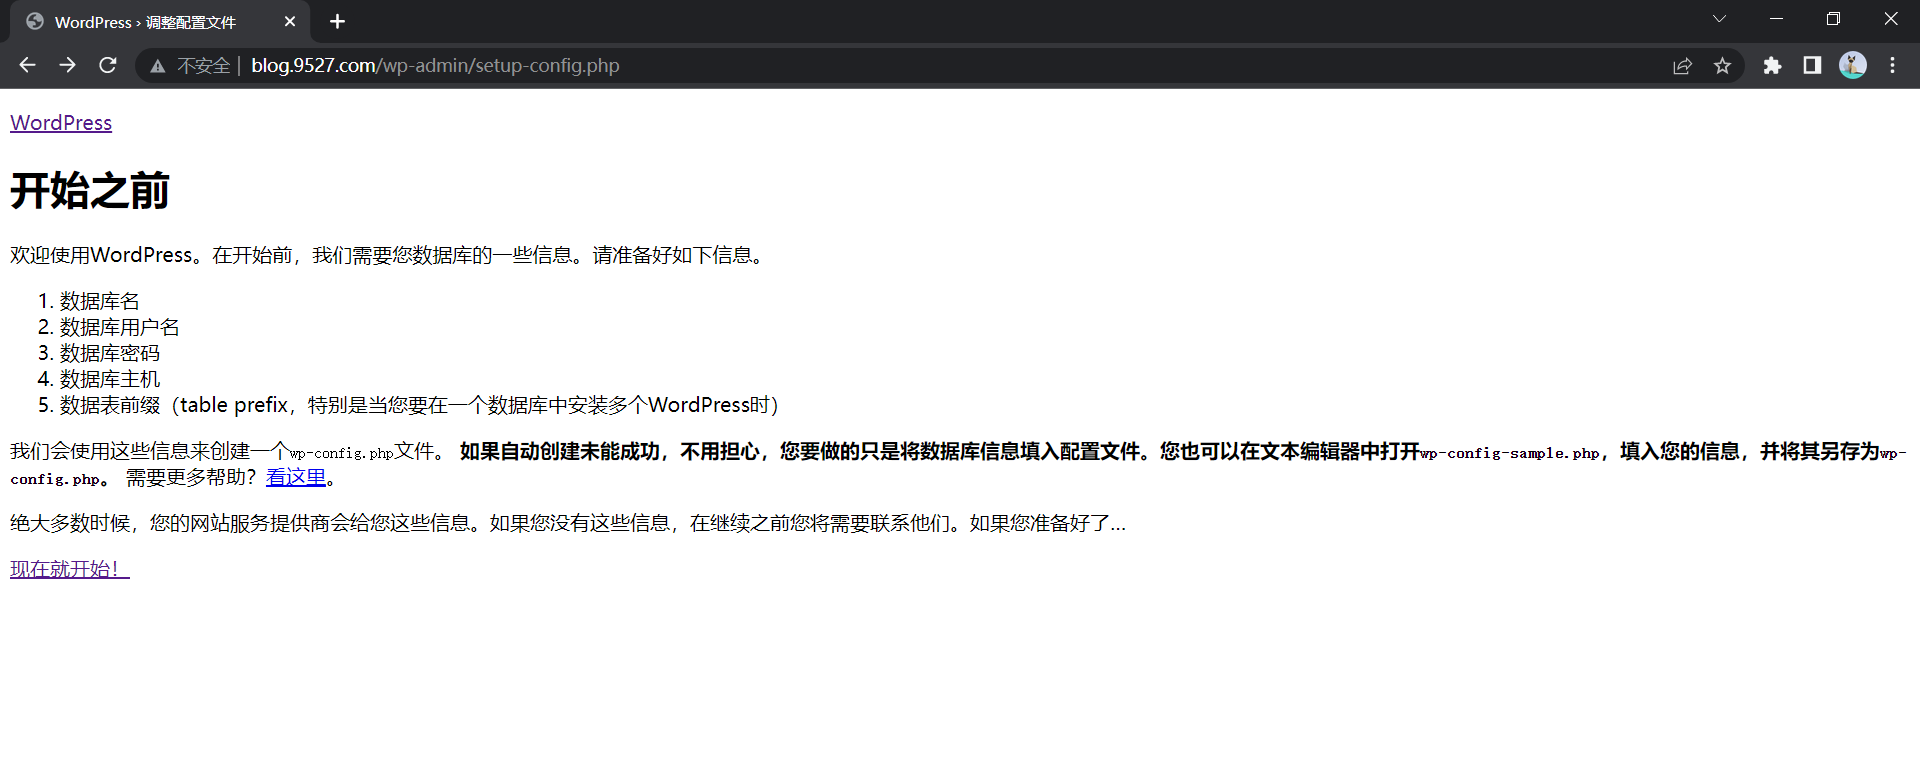 WordPress › 调整配置文件
不安全 | blog.9527.com/wp-admin/setup-config.php
WordPress
开始之前
欢迎使用WordPress。在开始前，我们需要您数据库的一些信息。请准备好如下信息。
1. 数据库名
2. 数据库用户名
3. 数据库密码
4. 数据库主机
5. 数据表前缀（table prefix，特别是当您要在一个数据库中安装多个WordPress时）
我们会使用这些信息来创建一个wp-config.php文件。 如果自动创建未能成功，不用担心，您要做的只是将数据库信息填入配置文件。您也可以在文本编辑器中打开wp-config-sample.php，填入您的信息，并将其另存为wp-
config.php。 需要更多帮助？看这里。
绝大多数时候，您的网站服务提供商会给您这些信息。如果您没有这些信息，在继续之前您将需要联系他们。如果您准备好了...
现在就开始！